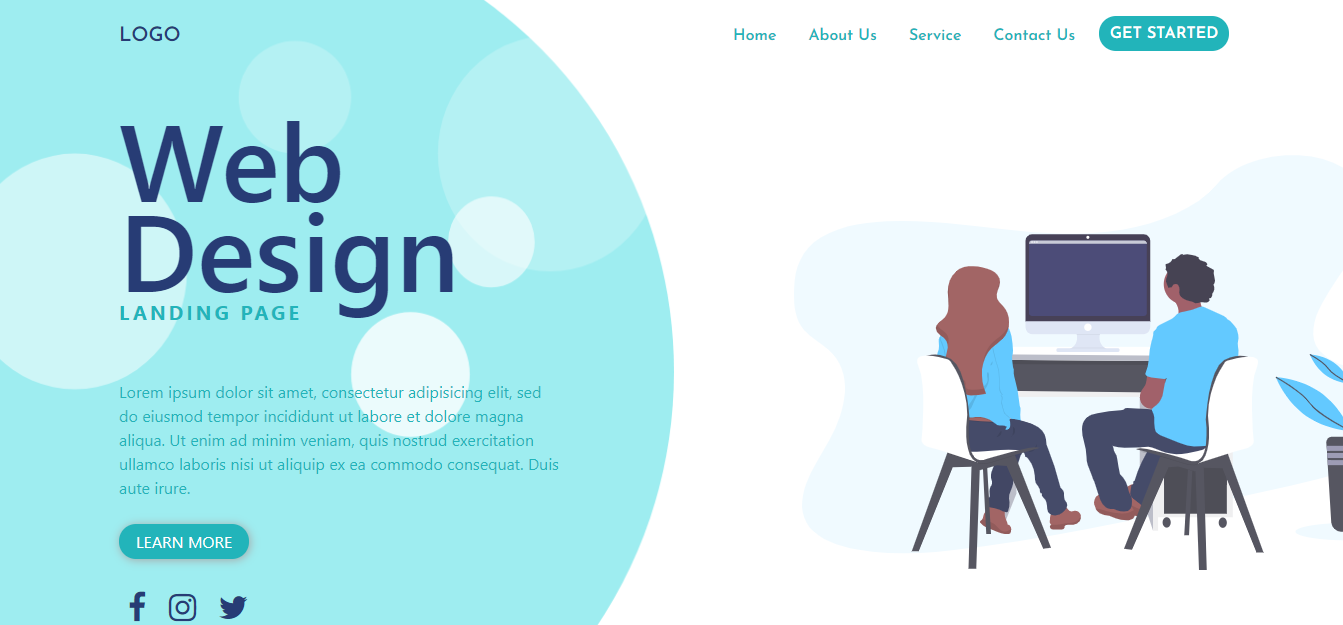 LOGO
Home
About Us
Service
Contact Us
GET STARTED
Web
Design
LANDING PAGE
Lorem ipsum dolor sit amet, consectetur adipisicing elit, sed
do eiusmod tempor incididunt ut labore et dolore magna
aliqua. Ut enim ad minim veniam, quis nostrud exercitation
ullamco laboris nisi ut aliquip ex ea commodo consequat. Duis
aute irure.
LEARN MORE